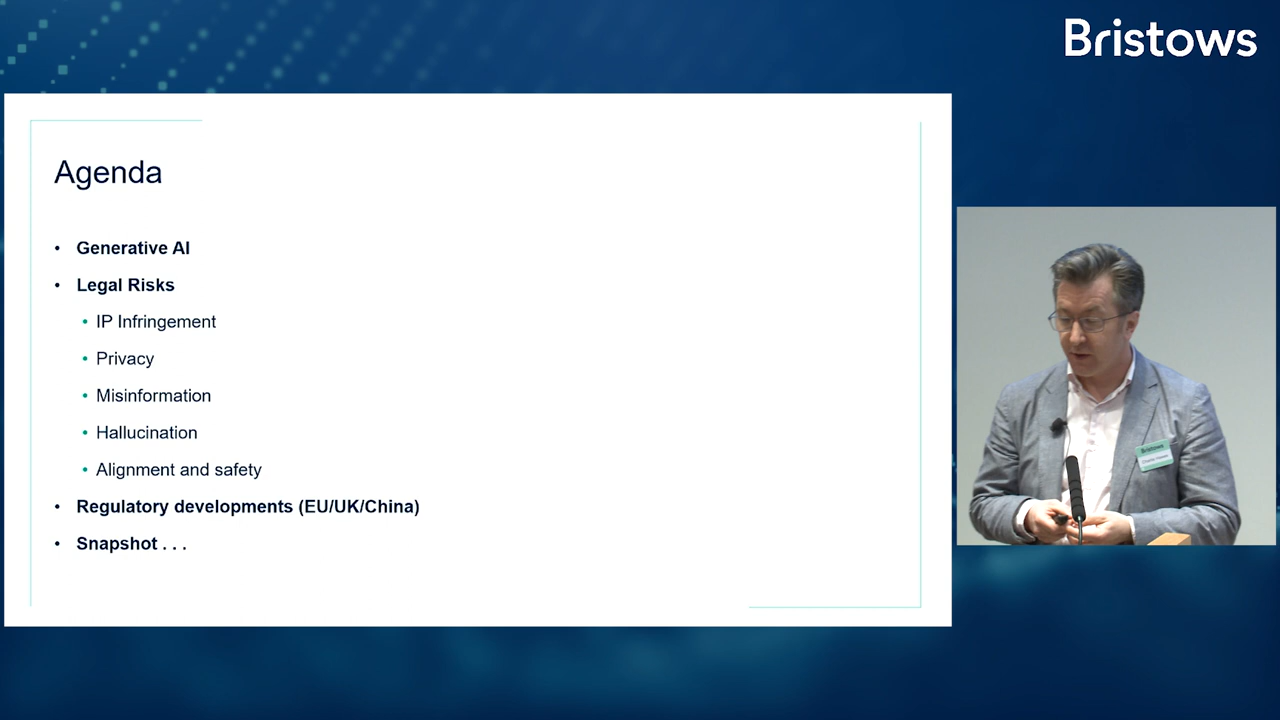 Bristows
Agenda
• Generative AI
• Legal Risks
• IP Infringement
• Privacy
• Misinformation
• Hallucination
• Alignment and safety
• Regulatory developments (EU/UK/China)
• Snapshot . . .
Bristows